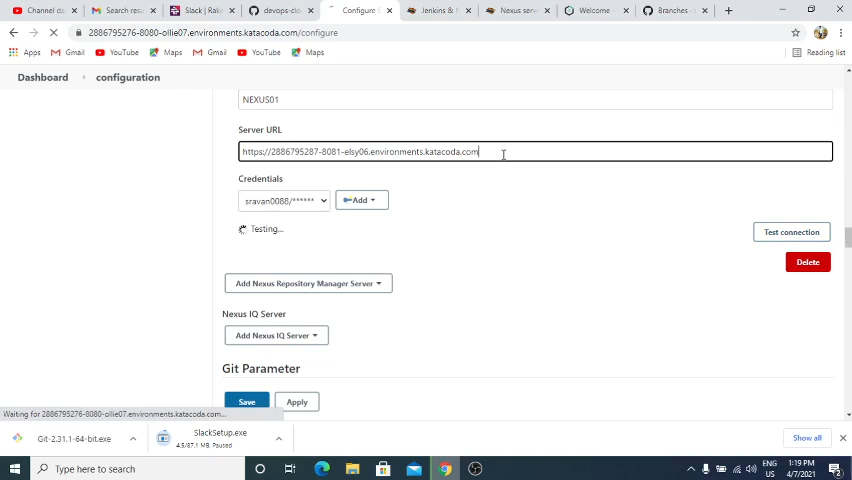 Channel da
Search resu
Slack | Rake
devops-clou
Configure S
Jenkins & N
Nexus serve
Welcome -
Branches - s
2886795276-8080-ollie07.environments.katacoda.com/configure
Apps
Gmail
YouTube
Maps
Gmail
YouTube
Maps
Reading list
Dashboard
configuration
NEXUS01
Server URL
https://2886795287-8081-elsy06.environments.katacoda.com
Credentials
sravan0088/******
Add
Testing...
Test connection
Delete
Add Nexus Repository Manager Server
Nexus IQ Server
Add Nexus IQ Server
Git Parameter
Save
Apply
Waiting for 2886795276-8080-ollie07.environments.katacoda.com...
Git-2.31.1-64-bit.exe
SlackSetup.exe
4.5/87.1 MB, Paused
Show all
Type here to search
ENG
US
1:19 PM
4/7/2021
2